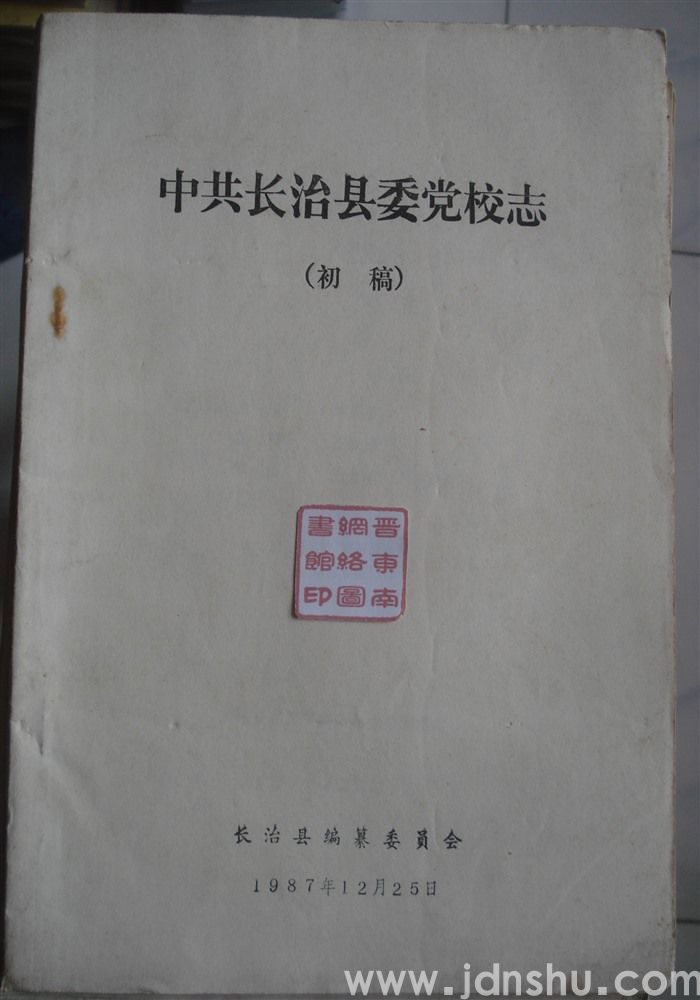 中共长治县委党校志
(初 稿)
晋東南
網絡圖
書館印
长治县编纂委员会
1987年12月25日
www.jdnshu.com